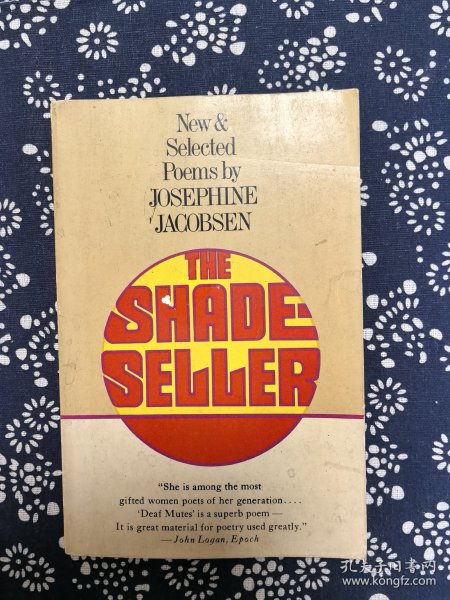 New &
Selected
Poems by
JOSEPHINE
JACOBSEN
THE
SHADE-
SELLER
“She is among the most
gifted women poets of her generation....
‘Deaf Mutes’ is a superb poem—
It is great material for poetry used greatly.”
—John Logan, Epoch
孔夫子旧书网
www.kongfz.com